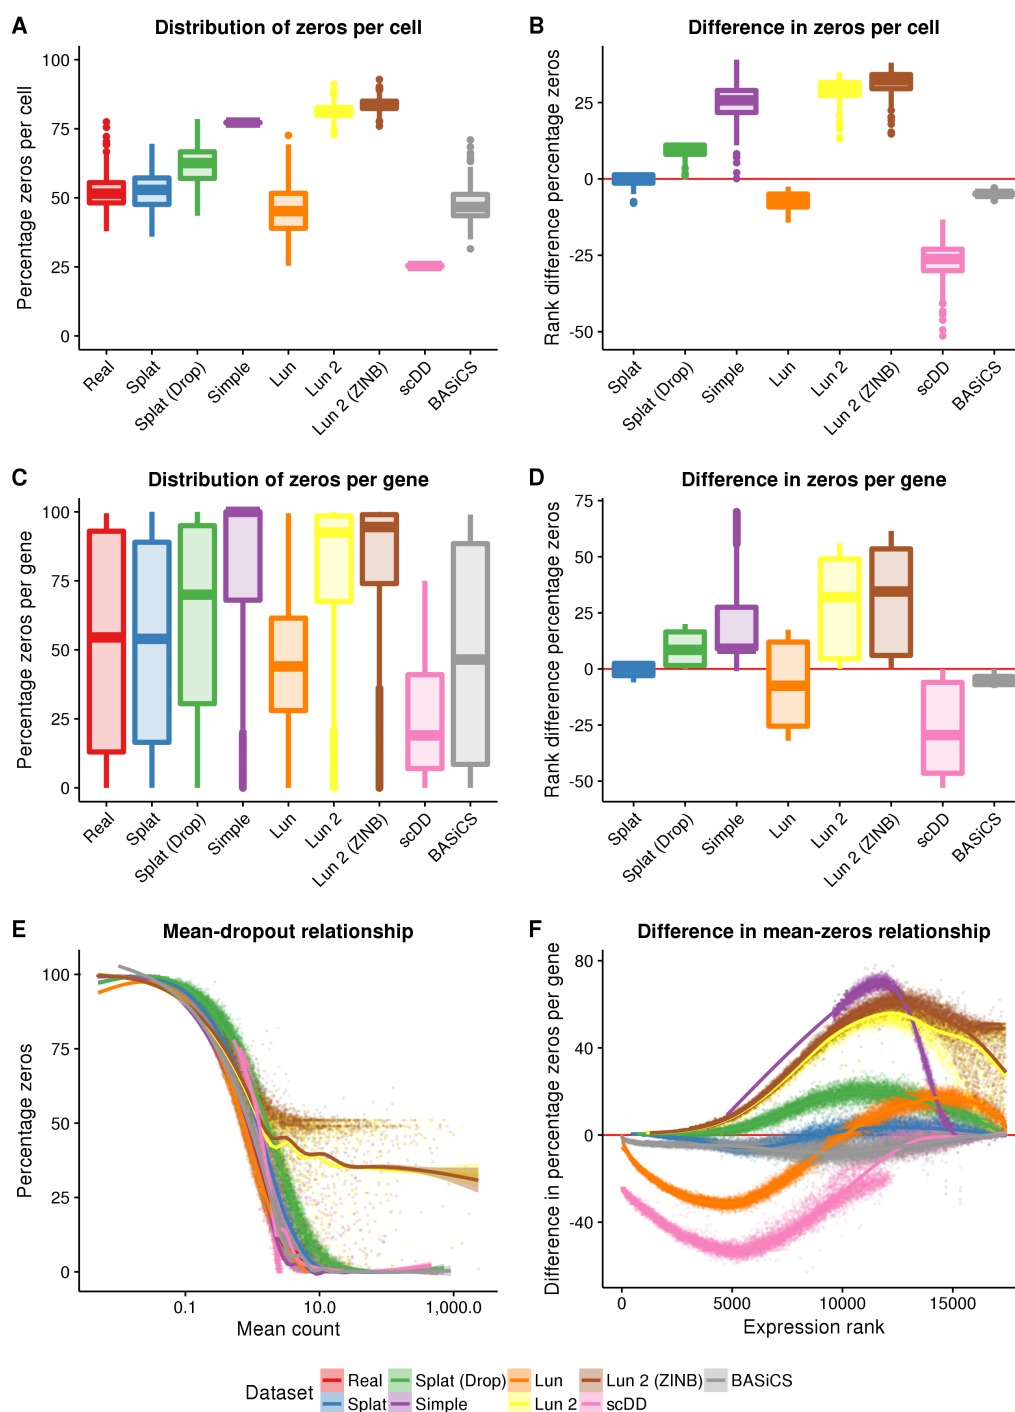 A
Distribution of zeros per cell
Percentage zeros per cell
100
75
50
25
0
Real
Splat
Splat (Drop)
Simple
Lun
Lun 2
Lun 2 (ZINB)
scDD
BASiCS
B
Difference in zeros per cell
Rank difference percentage zeros
25
0
-25
-50
Splat
Splat (Drop)
Simple
Lun
Lun 2
Lun 2 (ZINB)
scDD
BASiCS
C
Distribution of zeros per gene
Percentage zeros per gene
100
75
50
25
0
Real
Splat
Splat (Drop)
Simple
Lun
Lun 2
Lun 2 (ZINB)
scDD
BASiCS
D
Difference in zeros per gene
Rank difference percentage zeros
75
50
25
0
-25
-50
Splat
Splat (Drop)
Simple
Lun
Lun 2
Lun 2 (ZINB)
scDD
BASiCS
E
Mean-dropout relationship
Percentage zeros
100
75
50
25
0
0.1
10.0
1,000.0
Mean count
F
Difference in mean-zeros relationship
Difference in percentage zeros per gene
80
40
0
-40
0
5000
10000
15000
Expression rank
Dataset
Real
Splat (Drop)
Lun
Lun 2 (ZINB)
BASiCS
Splat
Simple
Lun 2
scDD